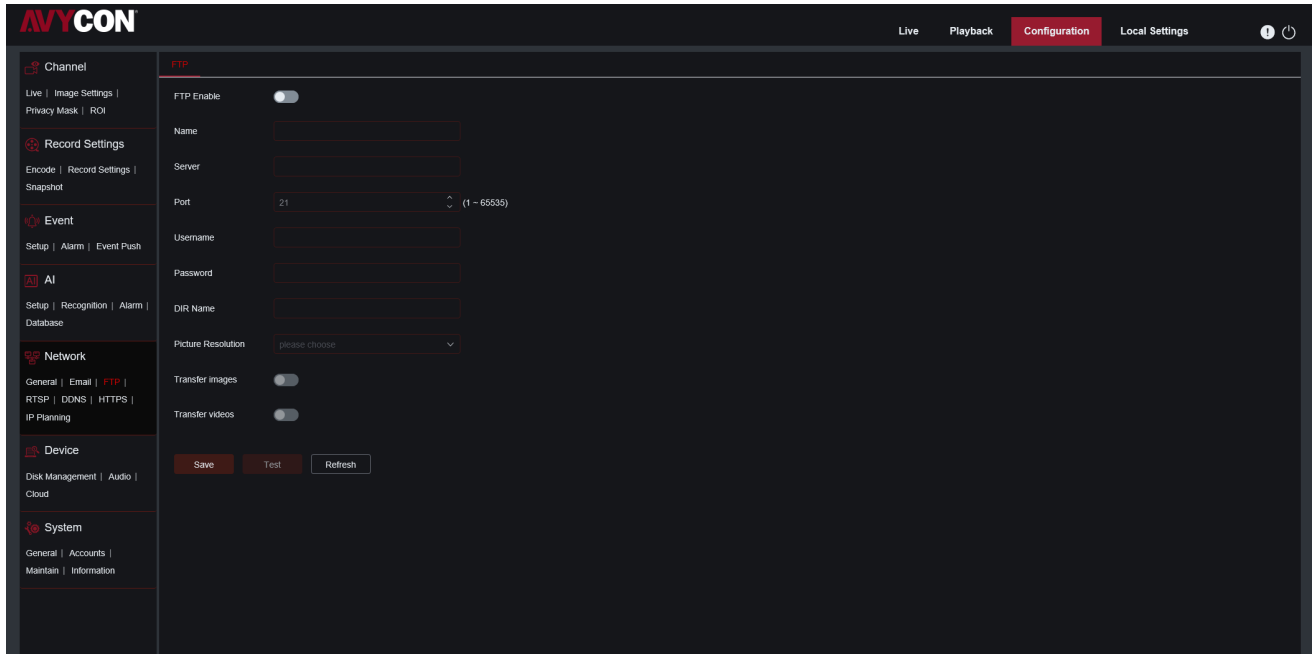 AVYCON
Live Playback Configuration Local Settings
Channel
Live | Image Settings |
Privacy Mask | ROI
Record Settings
Encode | Record Settings |
Snapshot
Event
Setup | Alarm | Event Push
AI AI
Setup | Recognition | Alarm |
Database
Network
General | Email | FTP |
RTSP | DDNS | HTTPS |
IP Planning
Device
Disk Management | Audio |
Cloud
System
General | Accounts |
Maintain | Information
FTP
FTP Enable
Name
Server
Port 21 (1 ~ 65535)
Username
Password
DIR Name
Picture Resolution please choose
Transfer images
Transfer videos
Save Test Refresh